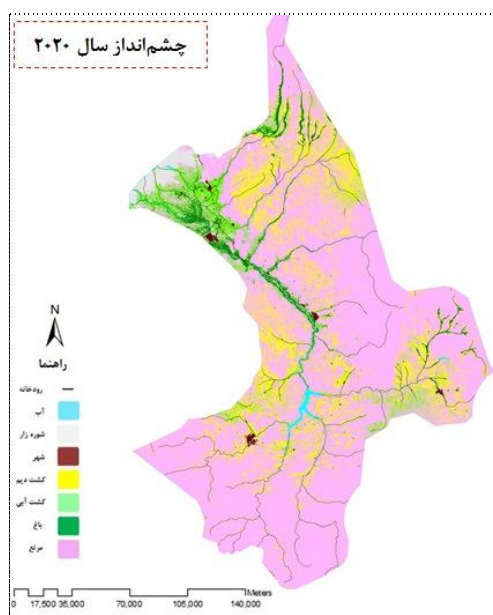 چشم‌انداز سال ۲۰۲۰
N
راهنما
رودخانه
آب
شوره زار
شهر
کشت دیم
کشت آبی
باغ
مرتع
Meters
0 17,500 35,000 70,000 105,000 140,000